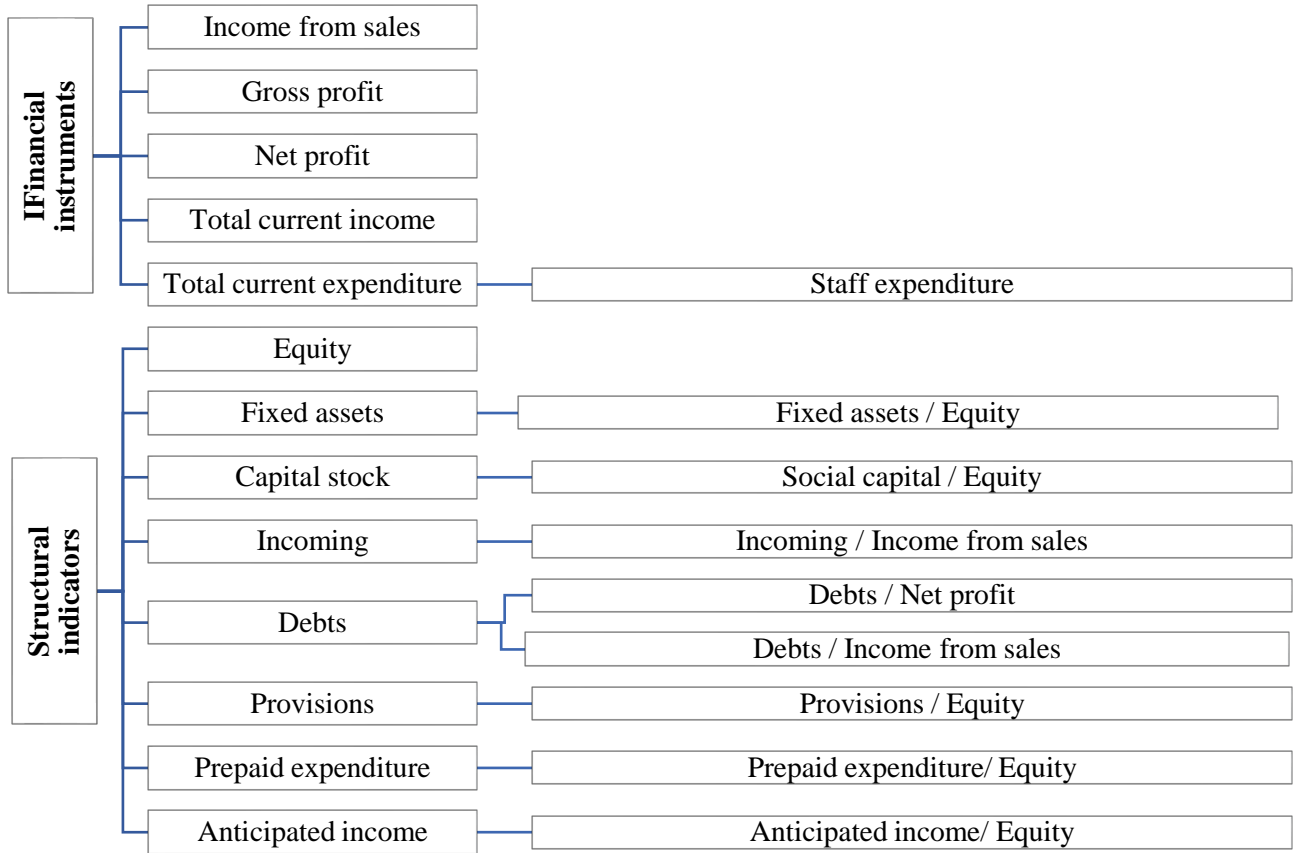 IFinancial
instruments
Income from sales
Gross profit
Net profit
Total current income
Total current expenditure
Staff expenditure
Structural
indicators
Equity
Fixed assets
Fixed assets / Equity
Capital stock
Social capital / Equity
Incoming
Incoming / Income from sales
Debts
Debts / Net profit
Debts / Income from sales
Provisions
Provisions / Equity
Prepaid expenditure
Prepaid expenditure/ Equity
Anticipated income
Anticipated income/ Equity